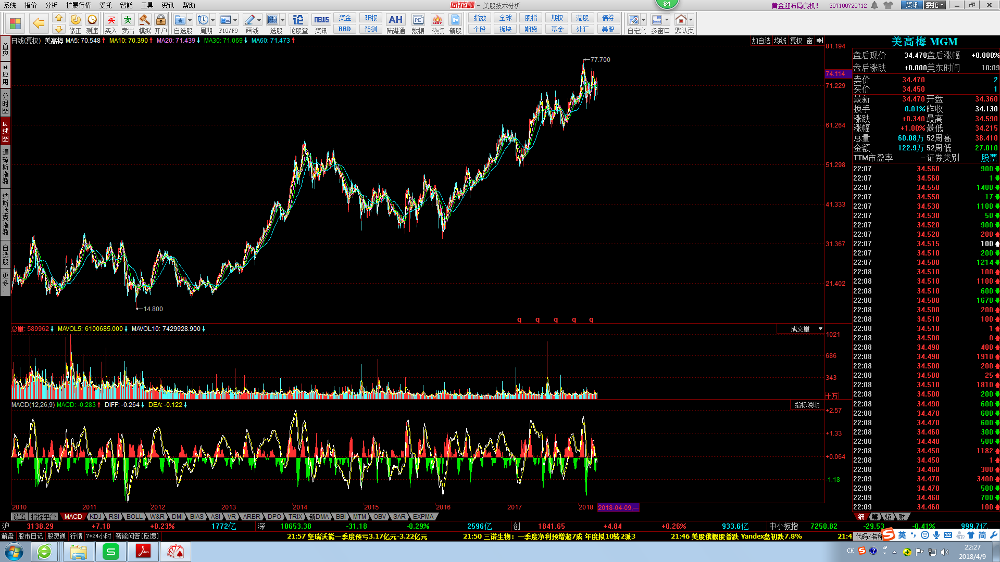 系统 报价 分析 扩展行情 委托 智能 工具 资讯 帮助
同花顺 - 美股技术分析
84
黄金迎布局良机! 307100720712
资讯 委托
修正 测速 买入 卖出 模拟 开户 自选股 周期 F10/F9 画线 选股 论股堂 资讯
买 卖 论 NEWS
资金 研报
BBD 预测
AH PE HOT IPO
陆港通 数据 热点 新股
指数 全球 股指 期权 港股 债券
个股 板块 期货 基金 外汇 美股
自定义 多窗口 默认页
首页
应用
分时图
K线图
道琼斯指数
纳斯达克指数
自选股
更多
日线(复权) 美高梅 MA5: 70.548 MA10: 70.390 MA20: 71.439 MA30: 71.069 MA60: 71.473
加自选 均线 复权 窗
81.194
74.114
71.229
61.264
51.298
41.333
31.367
21.402
77.700
14.800
q q q q q
总量: 589962 MAVOL5: 6100685.000 MAVOL10: 7429928.900
成交量
1021
686
343
十万
MACD(12,26,9) MACD: -0.283 DIFF: -0.264 DEA: -0.122
指标说明
+2.57
+1.33
+0.064
-1.18
2010 2011 2012 2013 2014 2015 2016 2017 2018 2018-04-09,一
设置 指标平台 MACD KDJ RSI BOLL W&R DMI BIAS ASI VR ARBR DPO TRIX 新DMA BBI MTM OBV SAR EXPMA
美高梅 MGM
盘后现价 34.470 盘后涨幅 +0.000%
盘后涨跌 +0.000 美东时间 10:09
卖价 34.470 2
买价 34.450 1
最新 34.470 开盘 34.360
换手 0.01% 昨收 34.130
涨跌 +0.340 最高 34.590
涨幅 +1.00% 最低 34.215
总量 60.08万 52周高 38.410
金额 122.9万 52周低 27.010
TTM市盈率 – 证券类别 股票
22:07 34.560 900
22:07 34.560 1
22:07 34.550 1400
22:07 34.550 17
22:07 34.530 1100
22:07 34.530 50
22:07 34.520 900
22:07 34.520 200
22:07 34.515 100
22:07 34.510 200
22:07 34.500 1214
22:08 34.510 100
22:08 34.510 1100
22:08 34.510 600
22:08 34.500 1678
22:08 34.500 200
22:08 34.510 100
22:08 34.510 1
22:08 34.500 0
22:08 34.490 400
22:08 34.490 1910
22:08 34.500 200
22:08 34.500 25
22:08 34.510 1810
22:08 34.500 200
22:08 34.490 600
22:08 34.470 600
22:08 34.470 600
22:08 34.460 300
22:08 34.440 500
22:08 34.450 1182
22:08 34.450 1
22:08 34.460 300
22:09 34.470 3400
22:09 34.470 500
22:09 34.460 700
22:09 34.460 100
细 筹 焰 财
沪 3138.29 +7.18 +0.23% 1772亿 深 10653.38 -31.18 -0.29% 2596亿 创 1841.65 +4.84 +0.26% 933.6亿 中小板指 7250.82 -29.53 -0.41% 999.7亿
解盘 股市日记 股灵通 行情 7*24小时 智能问答[反馈]
21:57 坚瑞沃能一季度预亏3.17亿元-3.22亿元 21:50 三诺生物：一季度净利预增超7成 年度拟10转2派3 21:46 美股俄概股普跌 Yandex盘初跌7.8% 21:4
代码/名称
英 简
CH
22:27
2018/4/9